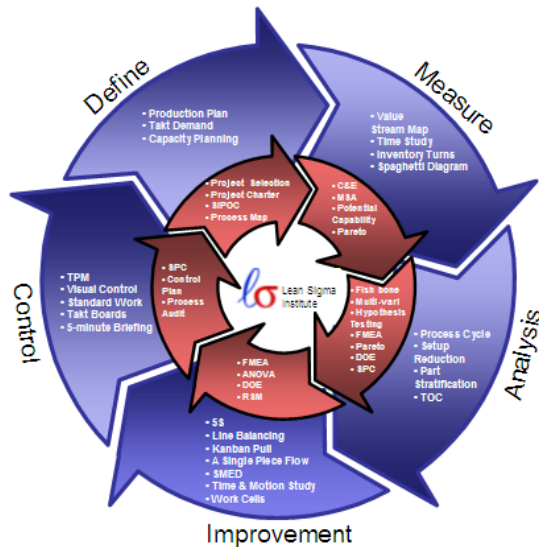 Define
• Production Plan
• Takt Demand
• Capacity Planning
Measure
• Value
Stream Map
• Time Study
• Inventory Turns
• Spaghetti Diagram
Analysis
• Process Cycle
• Setup
Reduction
• Part
Stratification
• TOC
Improvement
• 5S
• Line Balancing
• Kanban Pull
• A Single Piece Flow
• SMED
• Time & Motion Study
• Work Cells
Control
• TPM
• Visual Control
• Standard Work
• Takt Boards
• 5-minute Briefing
• Project Selection
• Project Charter
• SIPOC
• Process Map
• C&E
• MSA
• Potential
Capability
• Pareto
• Fish bone
• Multi-vari
• Hypothesis
Testing
• FMEA
• Pareto
• DOE
• SPC
• FMEA
• ANOVA
• DOE
• RSM
• SPC
• Control
Plan
• Process
Audit
ℓσ Lean Sigma
Institute